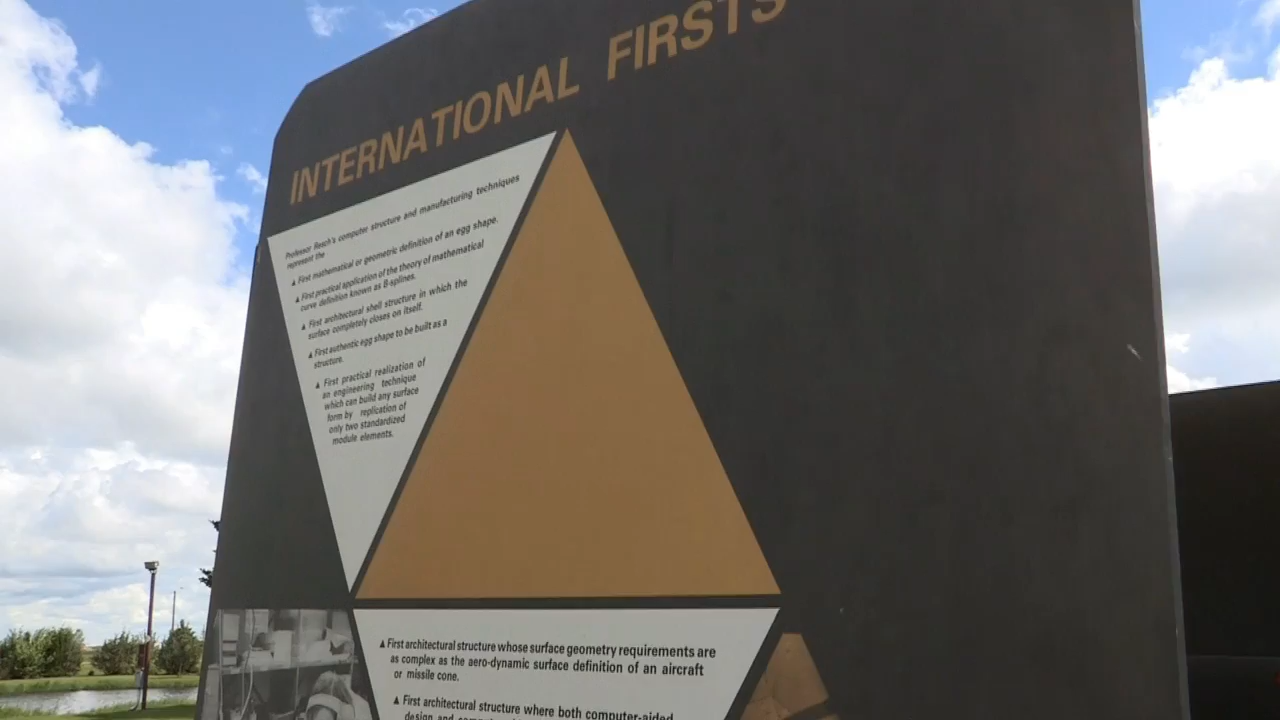 INTERNATIONAL FIRSTS
Professor Resch's computer structure and manufacturing techniques
represent the
▲ First mathematical or geometric definition of an egg shape.
▲ First practical application of the theory of mathematical
curve definition known as B-splines.
▲ First architectural shell structure in which the
surface completely closes on itself.
▲ First authentic egg shape to be built as a
structure.
▲ First practical realization of
an engineering technique
which can build any surface
form by replication of
only two standardized
module elements.
▲ First architectural structure whose surface geometry requirements are
as complex as the aero-dynamic surface definition of an aircraft
or missile cone.
▲ First architectural structure where both computer-aided
design and